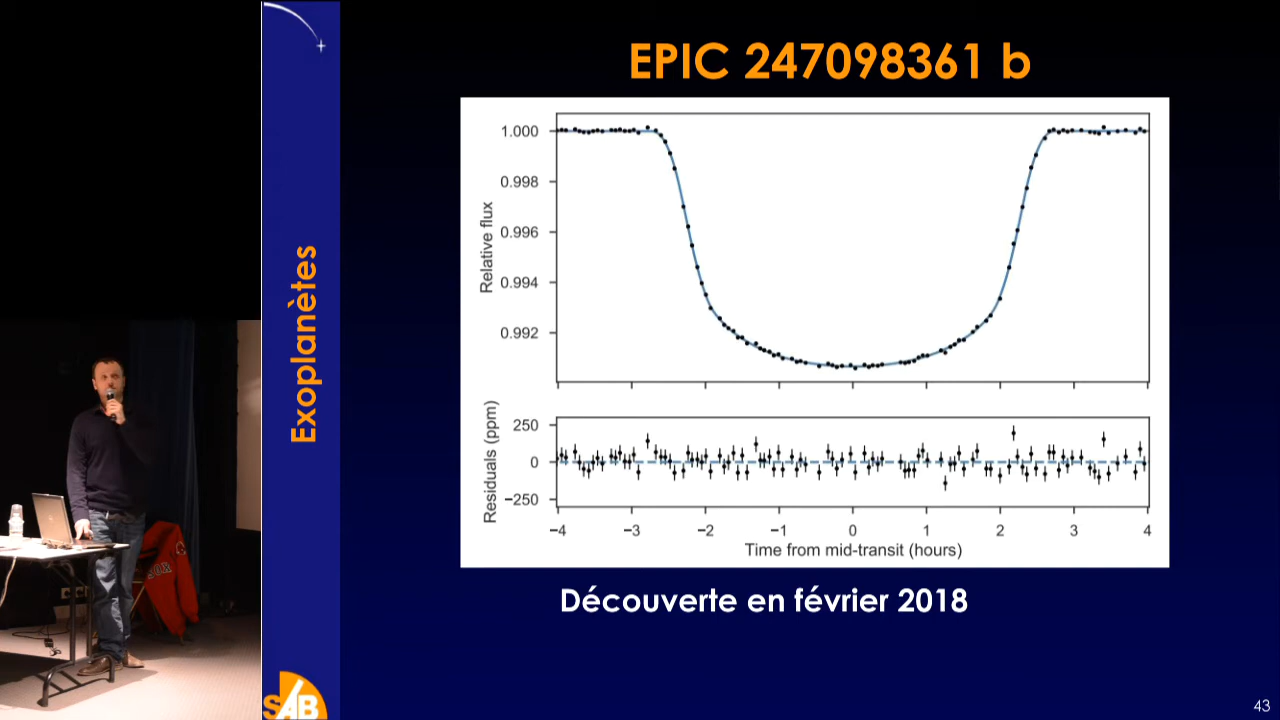 EPIC 247098361 b
Exoplanètes
Relative flux
1.000
0.998
0.996
0.994
0.992
Residuals (ppm)
250
0
−250
−4 −3 −2 −1 0 1 2 3 4
Time from mid-transit (hours)
Découverte en février 2018
SAB
43